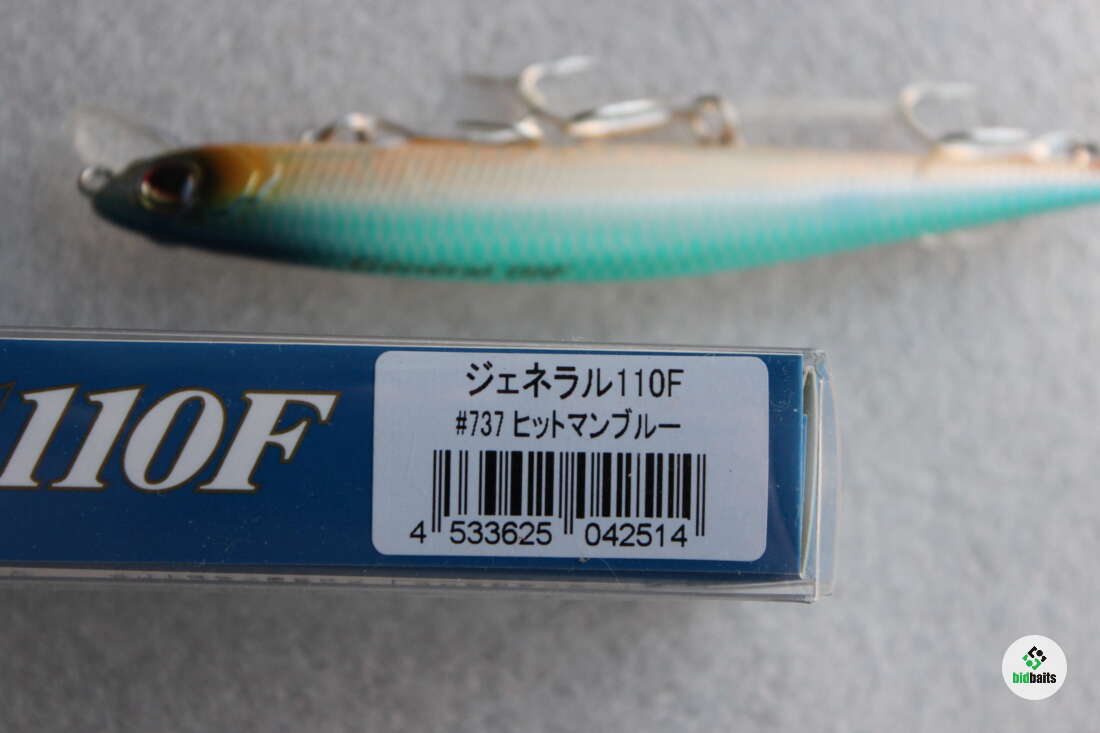 110F
ジェネラル110F
#737 ヒットマンブルー
4 533625 042514
bidbaits